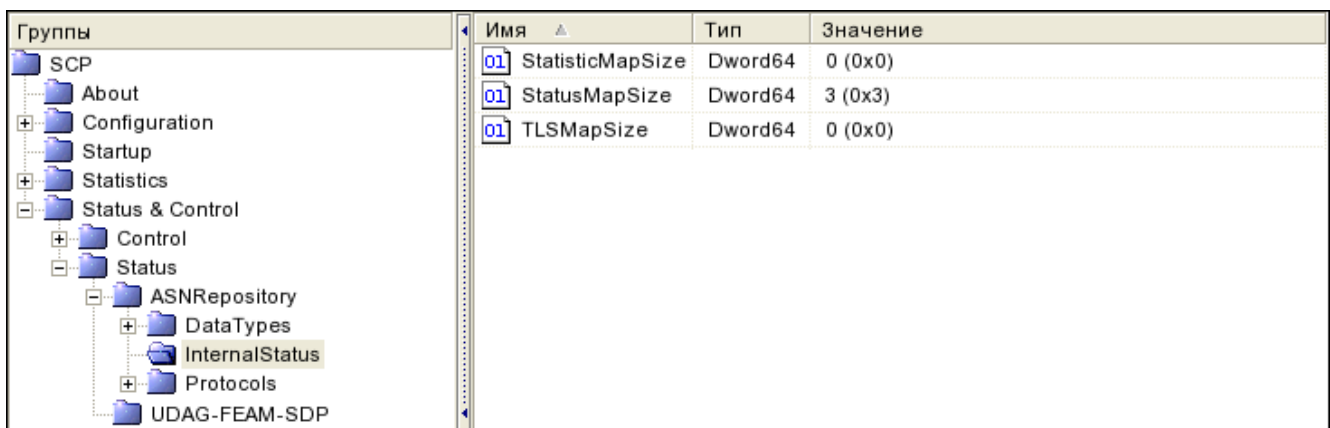 Группы
SCP
About
Configuration
Startup
Statistics
Status & Control
Control
Status
ASNRepository
DataTypes
InternalStatus
Protocols
UDAG-FEAM-SDP
Имя Тип Значение
01 StatisticMapSize Dword64 0 (0x0)
01 StatusMapSize Dword64 3 (0x3)
01 TLSMapSize Dword64 0 (0x0)